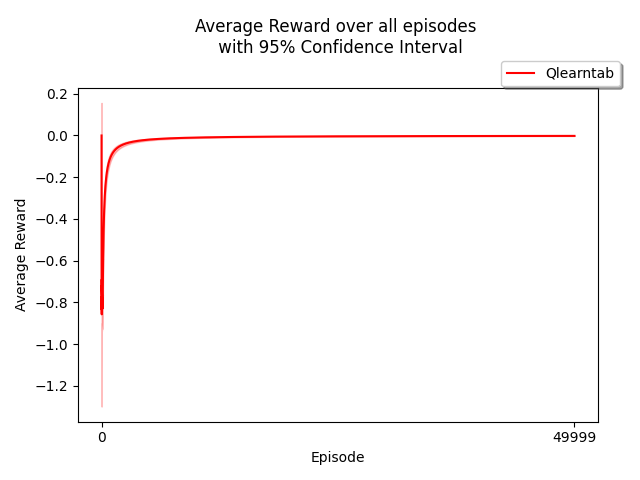 Average Reward over all episodes
with 95% Confidence Interval
Qlearntab
0.2
0.0
−0.2
−0.4
−0.6
−0.8
−1.0
−1.2
Average Reward
0
49999
Episode